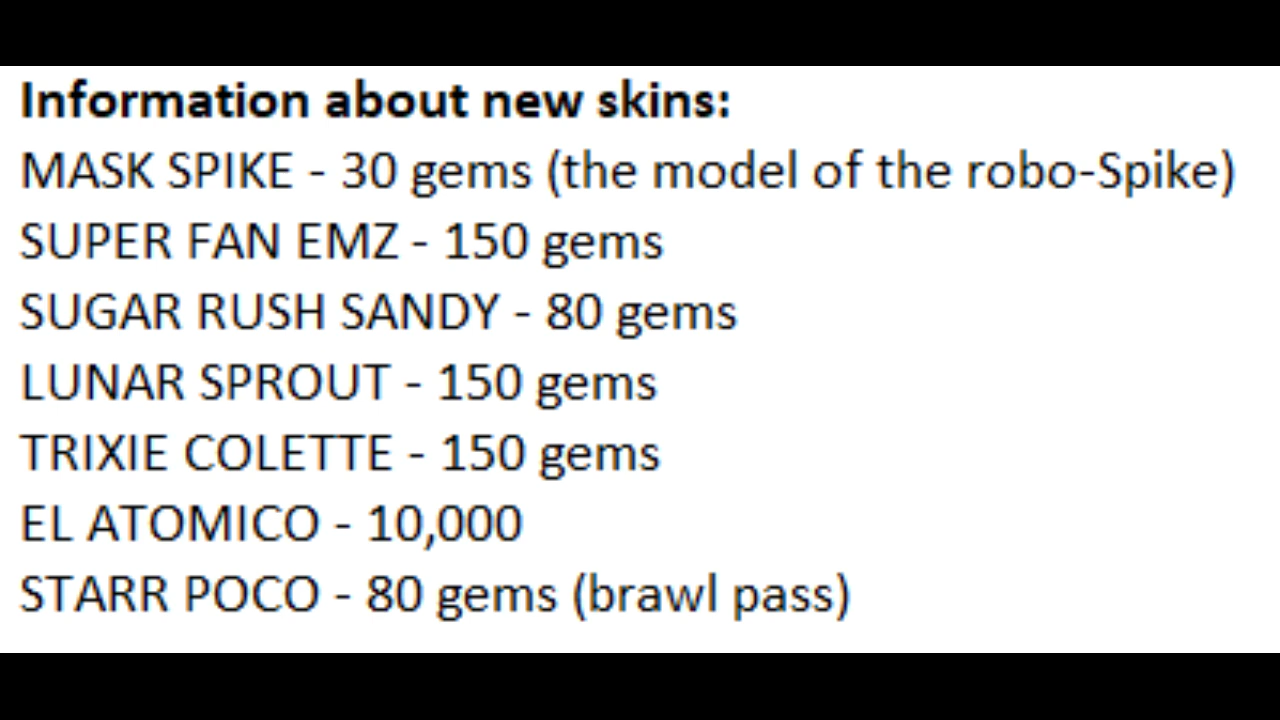 Information about new skins:
MASK SPIKE - 30 gems (the model of the robo-Spike)
SUPER FAN EMZ - 150 gems
SUGAR RUSH SANDY - 80 gems
LUNAR SPROUT - 150 gems
TRIXIE COLETTE - 150 gems
EL ATOMICO - 10,000
STARR POCO - 80 gems (brawl pass)